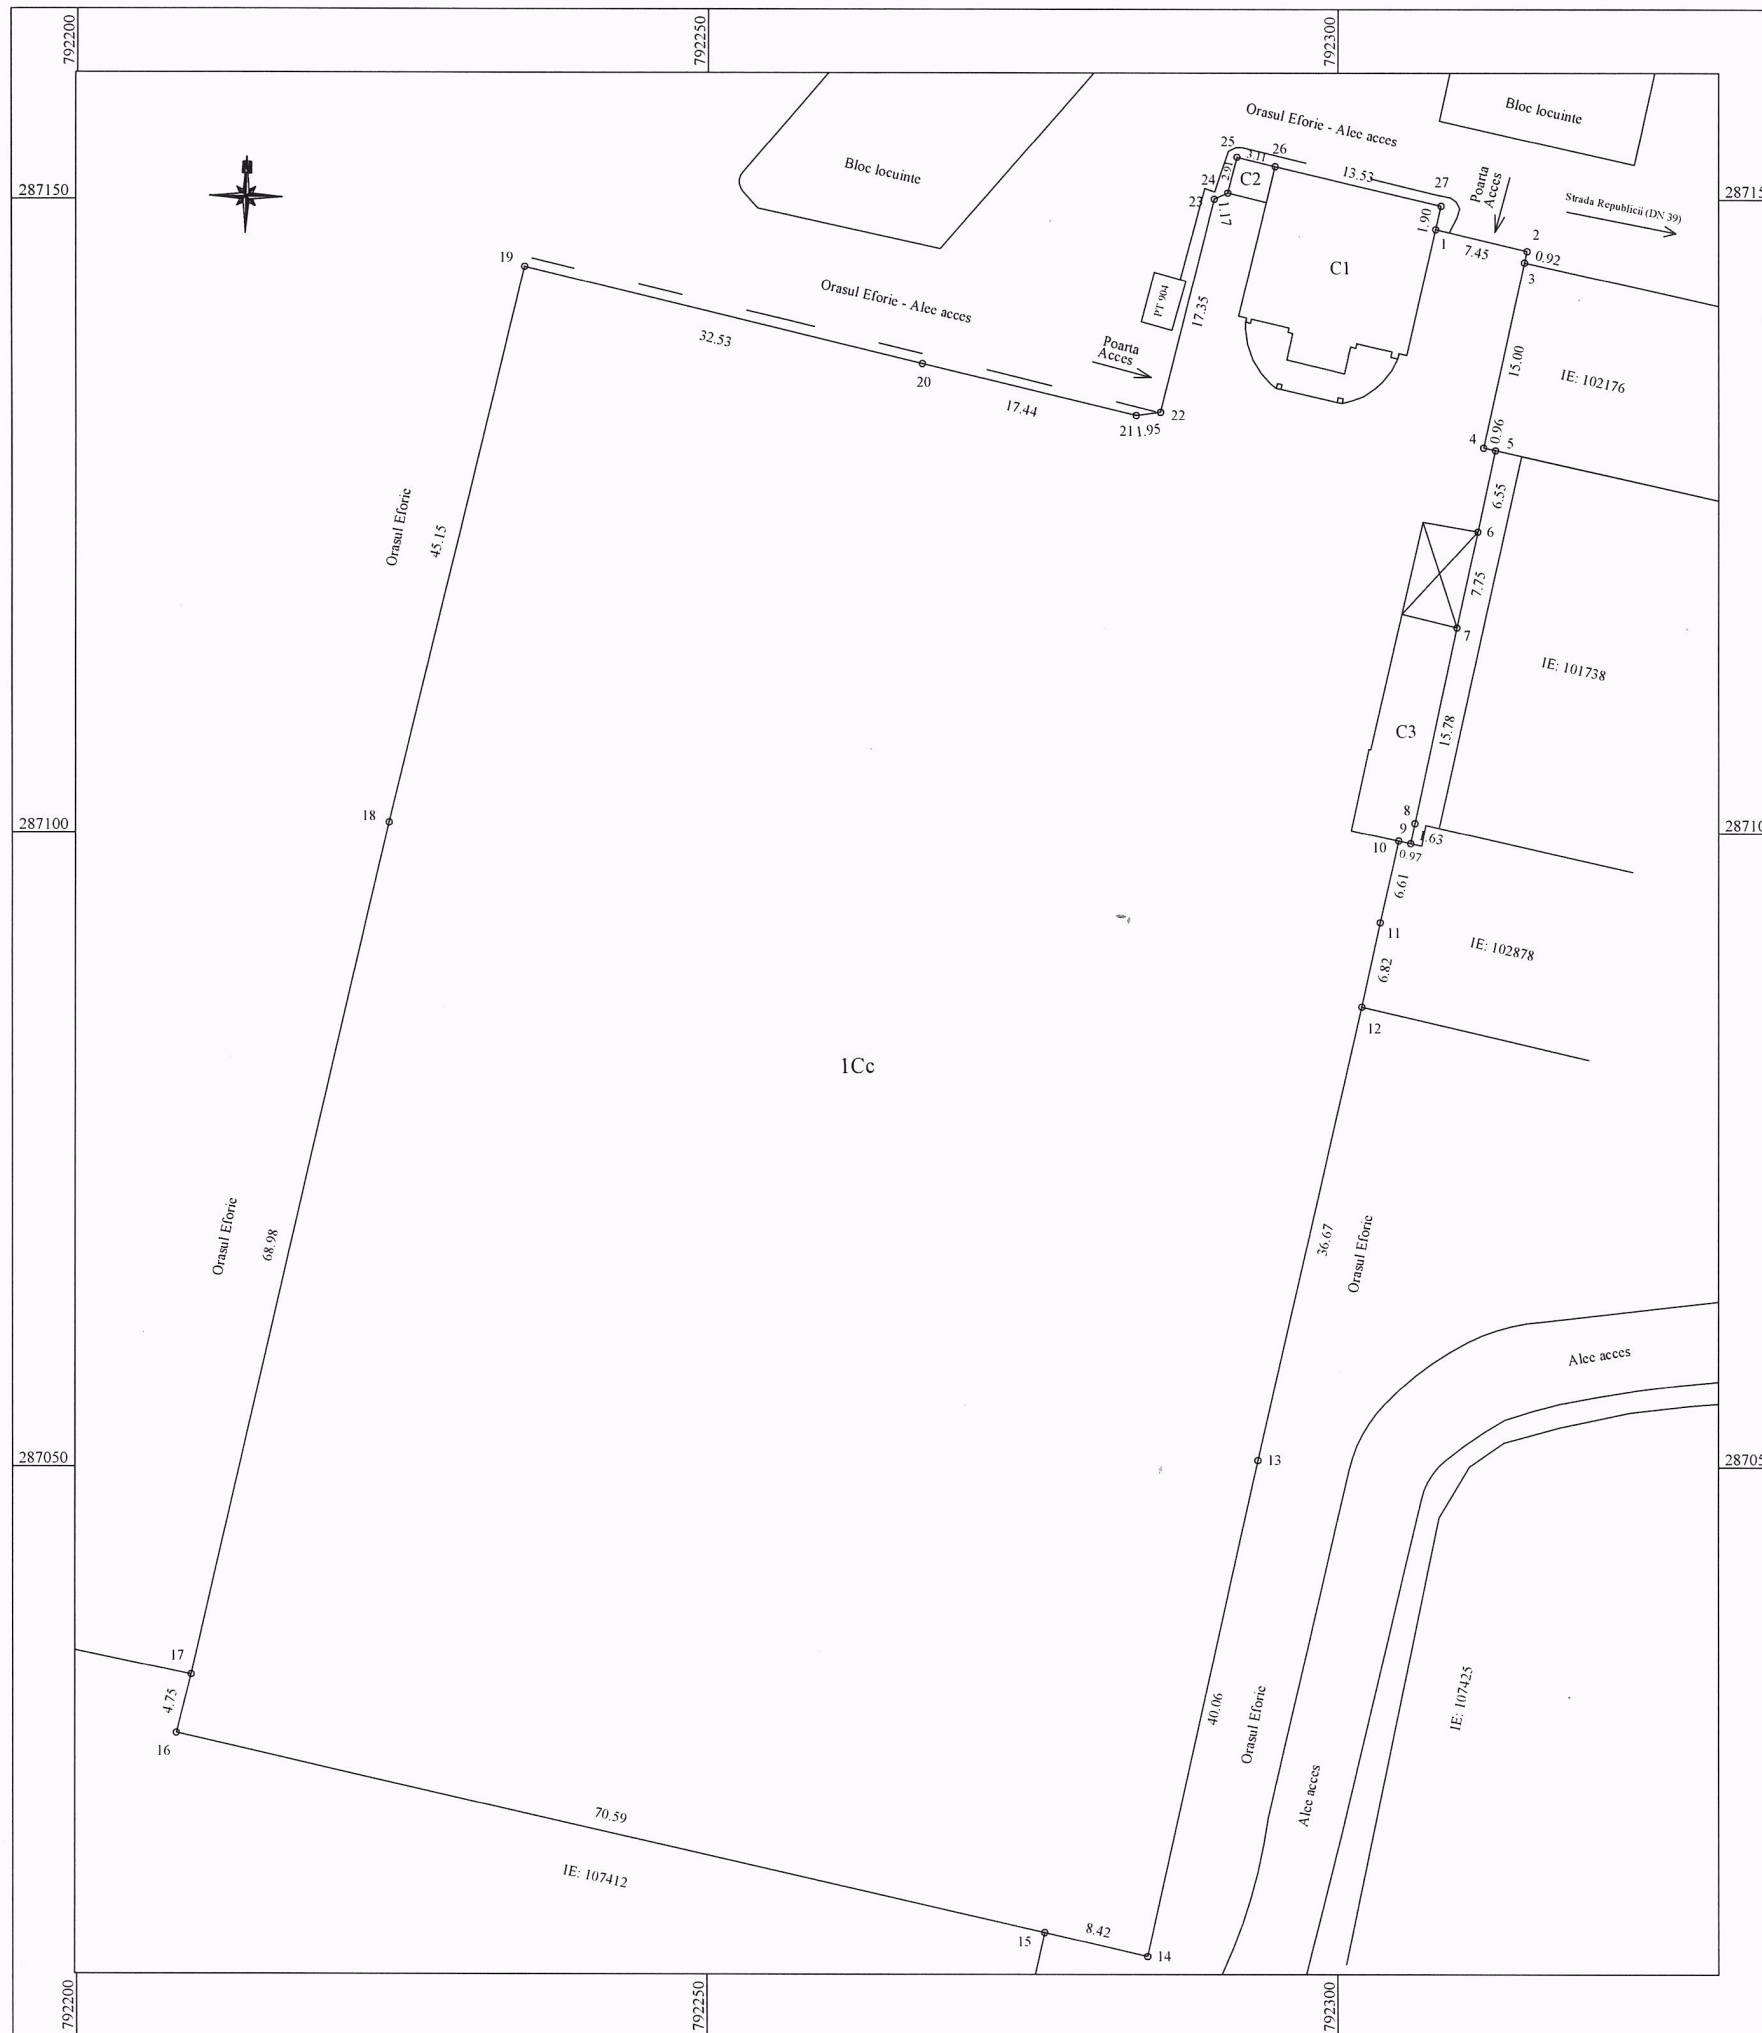 792200
792250
792300
Bloc locuinte
Orasul Eforie - Alee acces
Bloc locuinte
N
25
3.11
26
13.53
27
Poarta
Acces
Strada Republicii (DN 39)
287150
24
2.91
C2
23
1.17
1.90
1
7.45
2
0.92
3
19
C1
Orasul Eforie - Alee acces
PT 904
17.35
32.53
Poarta
Acces
20
17.44
21
1.95
22
15.00
IE: 102176
4
0.96
5
Orasul Eforie
45.15
6.55
6
7.75
7
IE: 101738
C3
15.78
18
287100
8
9
1.63
10
0.97
6.61
11
IE: 102878
6.82
12
1Cc
Orasul Eforie
68.98
36.67
Orasul Eforie
Alee acces
287050
13
17
4.75
16
40.06
Orasul Eforie
IE: 107425
Alee acces
70.59
IE: 107412
15
8.42
14
792200
792250
792300